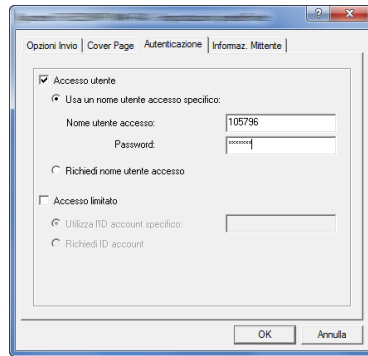 Opzioni Invio Cover Page Autenticazione Informaz. Mittente
Accesso utente
Usa un nome utente accesso specifico:
Nome utente accesso: 105796
Password: xxxxxxxx
Richiedi nome utente accesso
Accesso limitato
Utilizza l'ID account specifico:
Richiedi ID account
OK Annulla